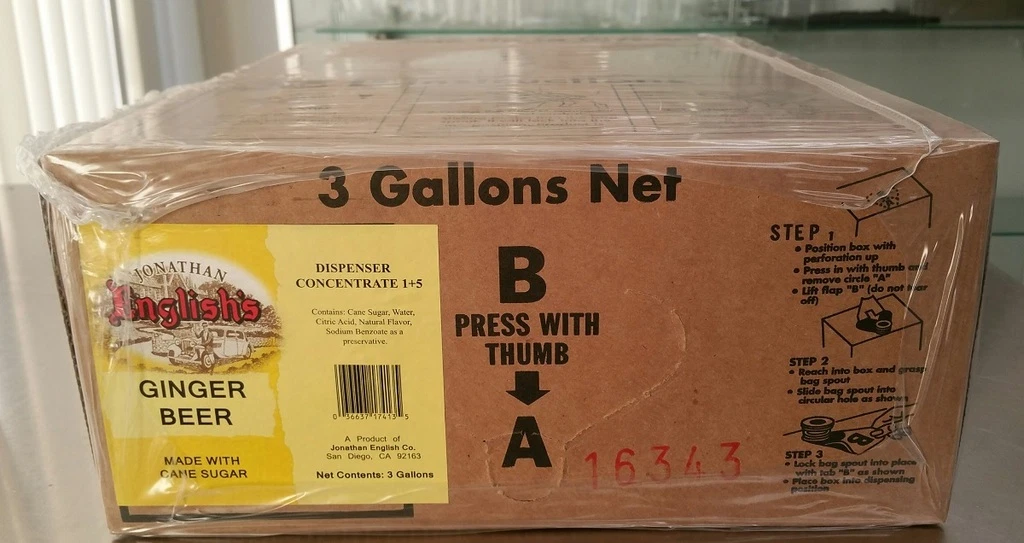 3 Gallons Net
JONATHAN
English's
GINGER
BEER
MADE WITH
CANE SUGAR
DISPENSER
CONCENTRATE 1+5
Contains: Cane Sugar, Water,
Citric Acid, Natural Flavor,
Sodium Benzoate as a
preservative.
0 36637 17413 5
A Product of
Jonathan English Co.
San Diego, CA 92163
Net Contents: 3 Gallons
B
PRESS WITH
THUMB
A
16343
STEP 1
• Position box with
perforation up
• Press in with thumb and
remove circle "A"
• Lift flap "B" (do not tear
off)
STEP 2
• Reach into box and grasp
bag spout
• Slide bag spout into
circular hole as shown
STEP 3
• Lock bag spout into place
with tab "B" as shown
• Place box into dispensing
position